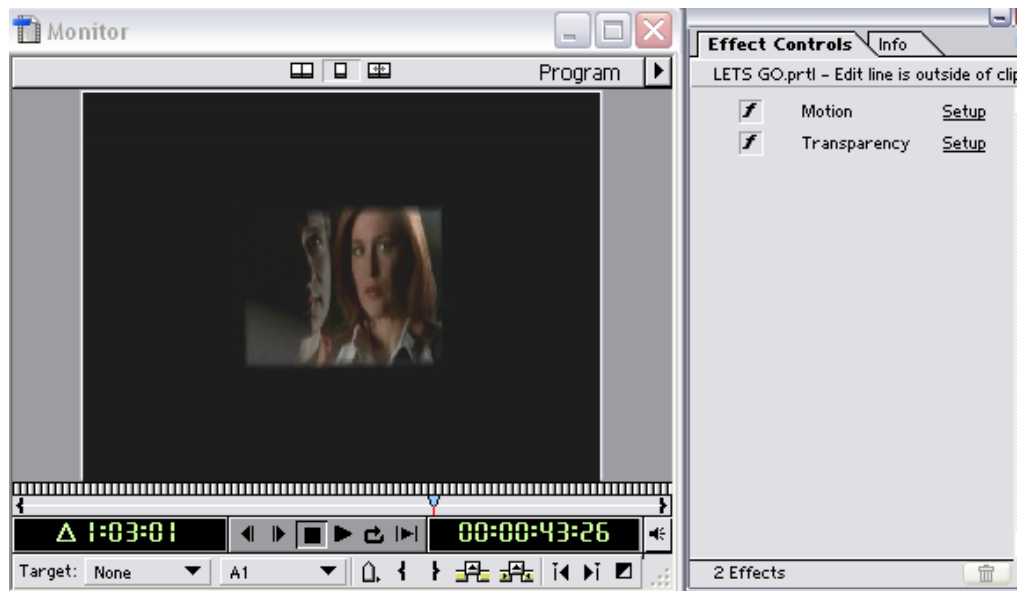 Monitor
Program
Δ 1:03:01
00:00:43:26
Target: None A1
Effect Controls Info
LETS GO.prtl – Edit line is outside of clip
Motion Setup
Transparency Setup
2 Effects